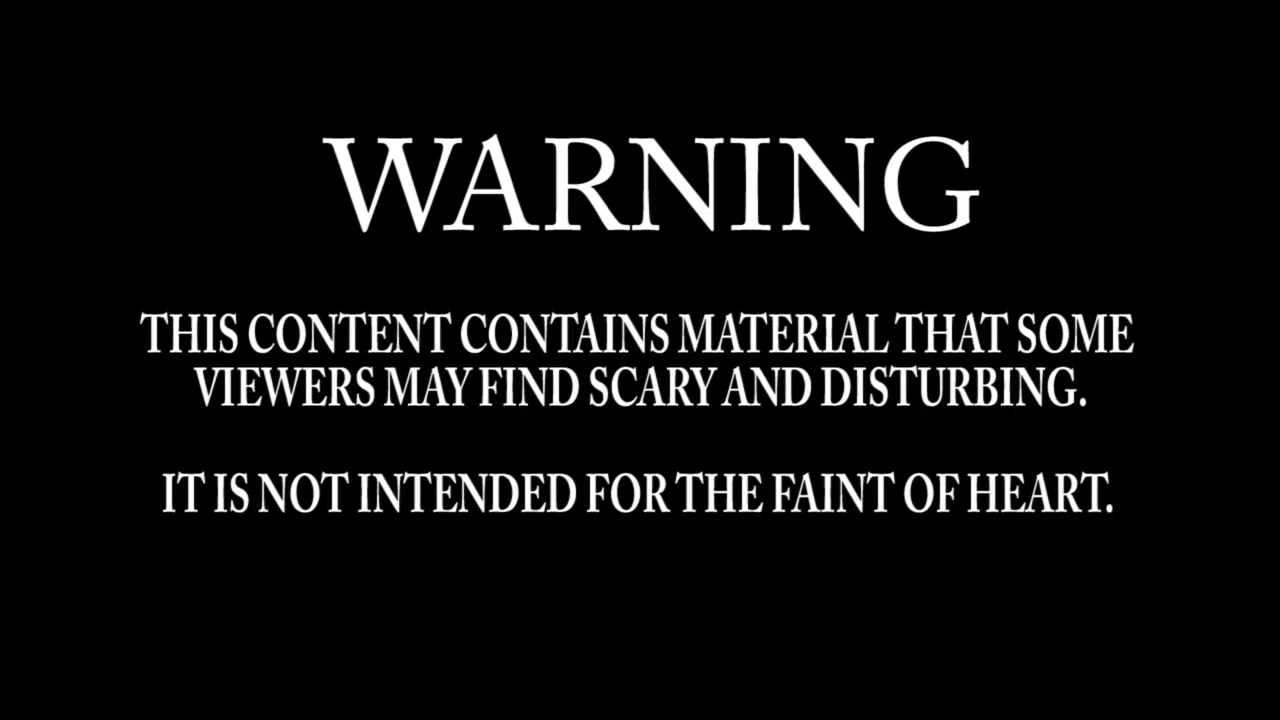 WARNING
THIS CONTENT CONTAINS MATERIAL THAT SOME
VIEWERS MAY FIND SCARY AND DISTURBING.
IT IS NOT INTENDED FOR THE FAINT OF HEART.